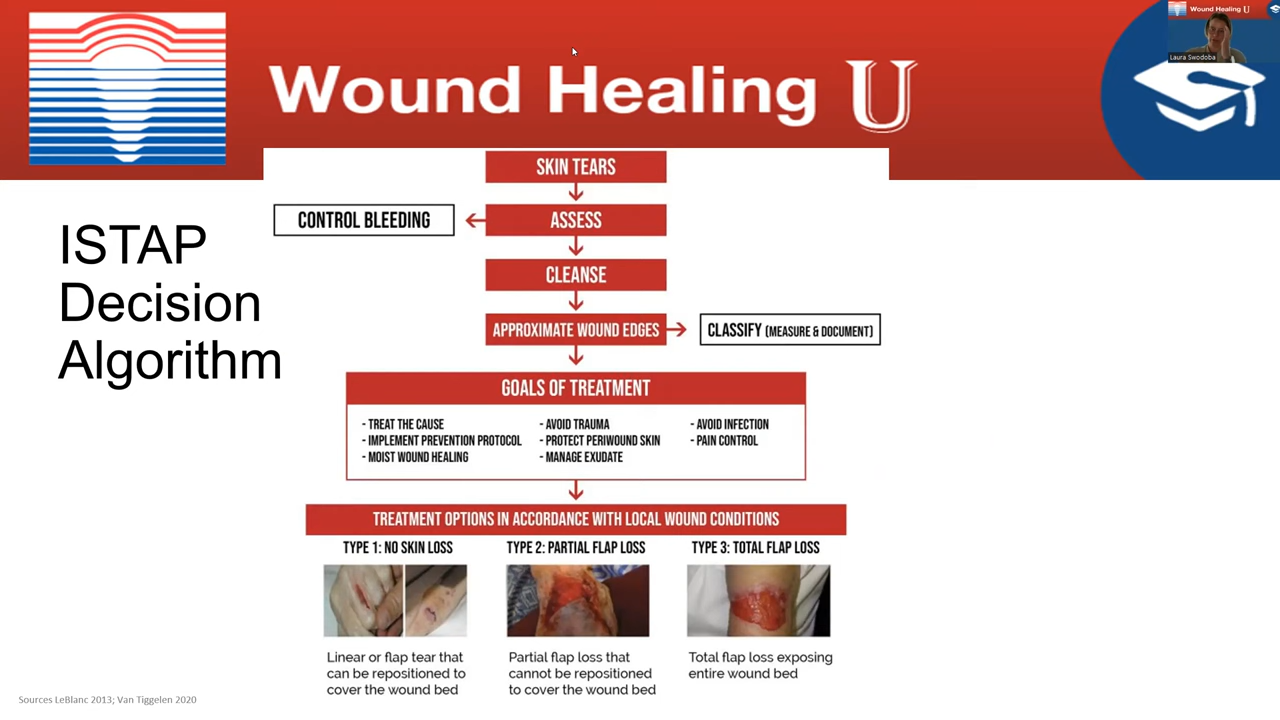 Wound Healing U
Wound Healing U
Laura Swodoba
ISTAP
Decision
Algorithm
SKIN TEARS
CONTROL BLEEDING
ASSESS
CLEANSE
APPROXIMATE WOUND EDGES
CLASSIFY (MEASURE & DOCUMENT)
GOALS OF TREATMENT
- TREAT THE CAUSE
- IMPLEMENT PREVENTION PROTOCOL
- MOIST WOUND HEALING
- AVOID TRAUMA
- PROTECT PERIWOUND SKIN
- MANAGE EXUDATE
- AVOID INFECTION
- PAIN CONTROL
TREATMENT OPTIONS IN ACCORDANCE WITH LOCAL WOUND CONDITIONS
TYPE 1: NO SKIN LOSS
Linear or flap tear that
can be repositioned to
cover the wound bed
TYPE 2: PARTIAL FLAP LOSS
Partial flap loss that
cannot be repositioned
to cover the wound bed
TYPE 3: TOTAL FLAP LOSS
Total flap loss exposing
entire wound bed
Sources LeBlanc 2013; Van Tiggelen 2020